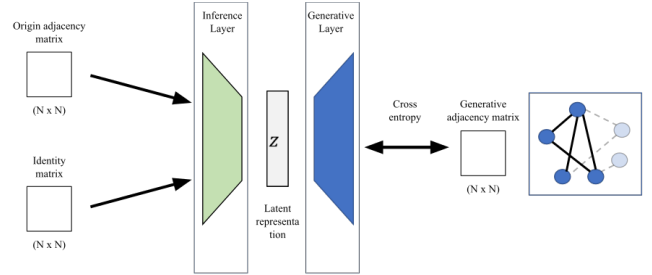 Origin adjacency
matrix
(N x N)
Identity
matrix
(N x N)
Inference
Layer
Z
Latent
representa
tion
Generative
Layer
Cross
entropy
Generative
adjacency matrix
(N x N)